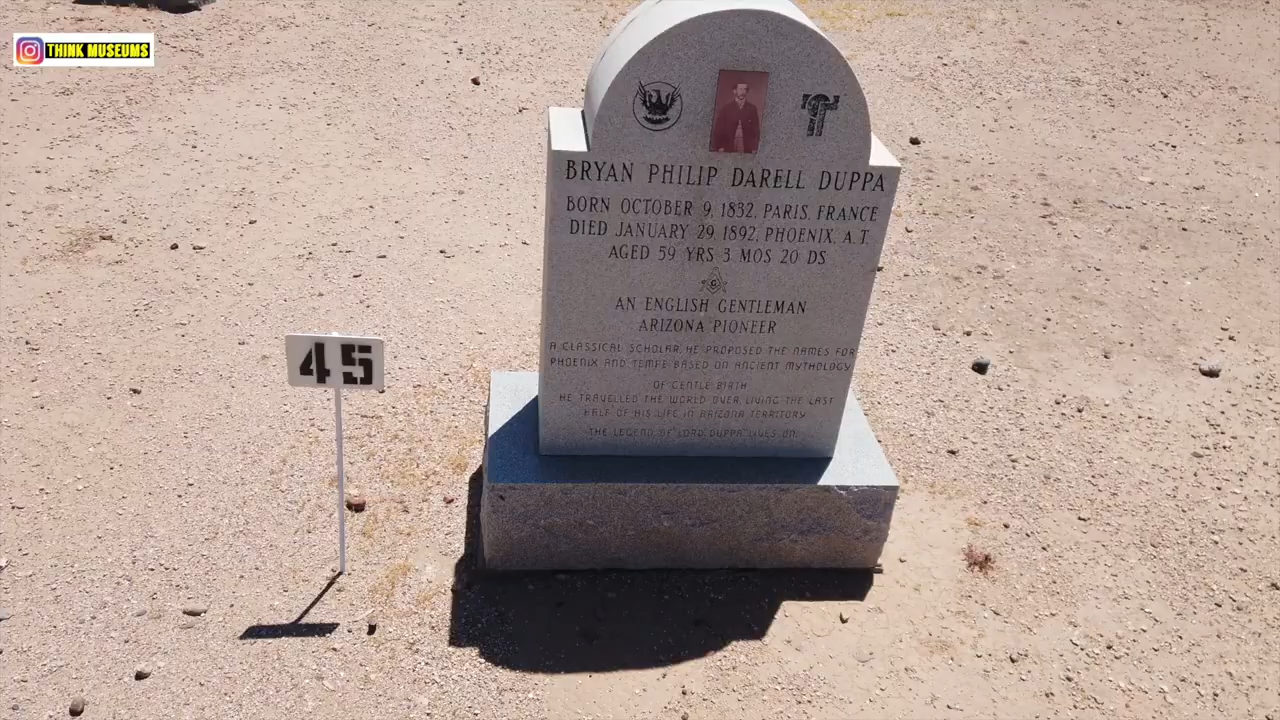 THINK MUSEUMS
BRYAN PHILIP DARELL DUPPA
BORN OCTOBER 9, 1832, PARIS, FRANCE
DIED JANUARY 29, 1892, PHOENIX, A.T.
AGED 59 YRS 3 MOS 20 DS
G
AN ENGLISH GENTLEMAN
ARIZONA PIONEER
A CLASSICAL SCHOLAR, HE PROPOSED THE NAMES FOR
PHOENIX AND TEMPE BASED ON ANCIENT MYTHOLOGY
OF GENTLE BIRTH
HE TRAVELLED THE WORLD OVER, LIVING THE LAST
HALF OF HIS LIFE IN ARIZONA TERRITORY
THE LEGEND OF LORD DUPPA LIVES ON
45